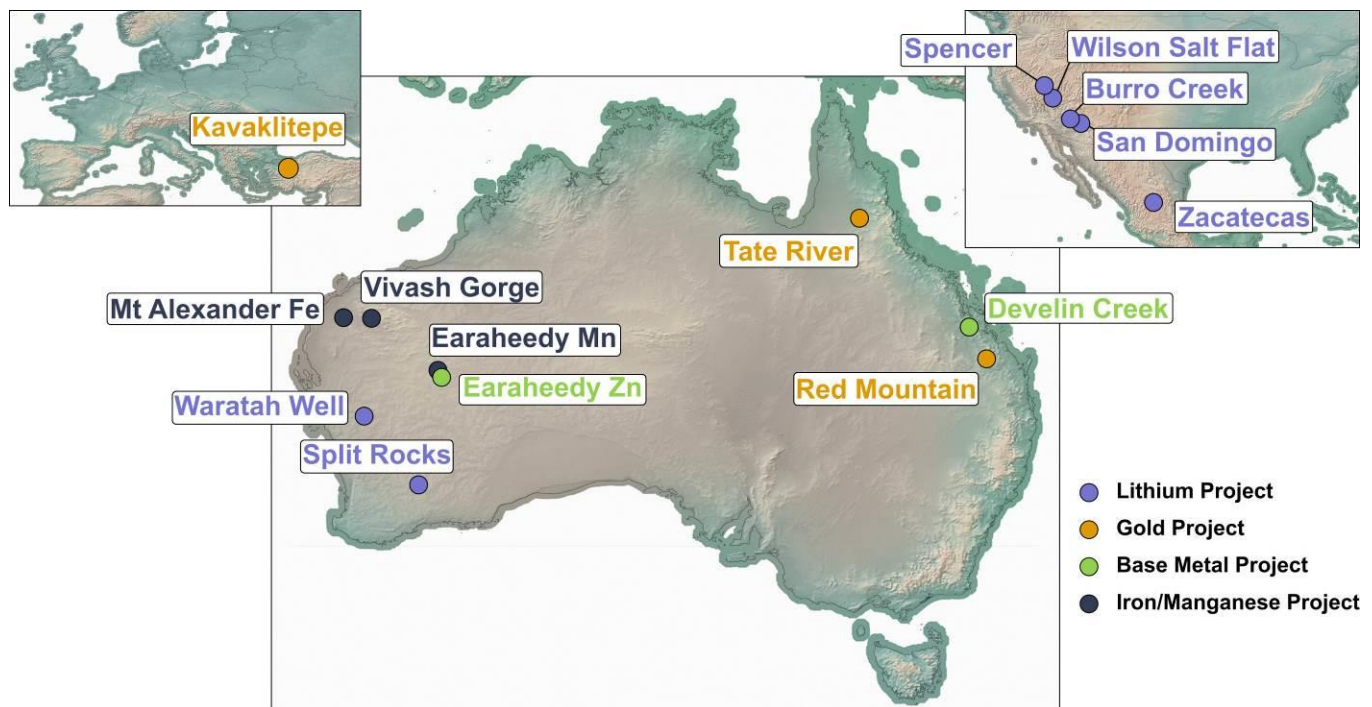 Kavaklitepe
Spencer
Wilson Salt Flat
Burro Creek
San Domingo
Zacatecas
Tate River
Vivash Gorge
Mt Alexander Fe
Develin Creek
Earaheedy Mn
Earaheedy Zn
Red Mountain
Waratah Well
Split Rocks
Lithium Project
Gold Project
Base Metal Project
Iron/Manganese Project